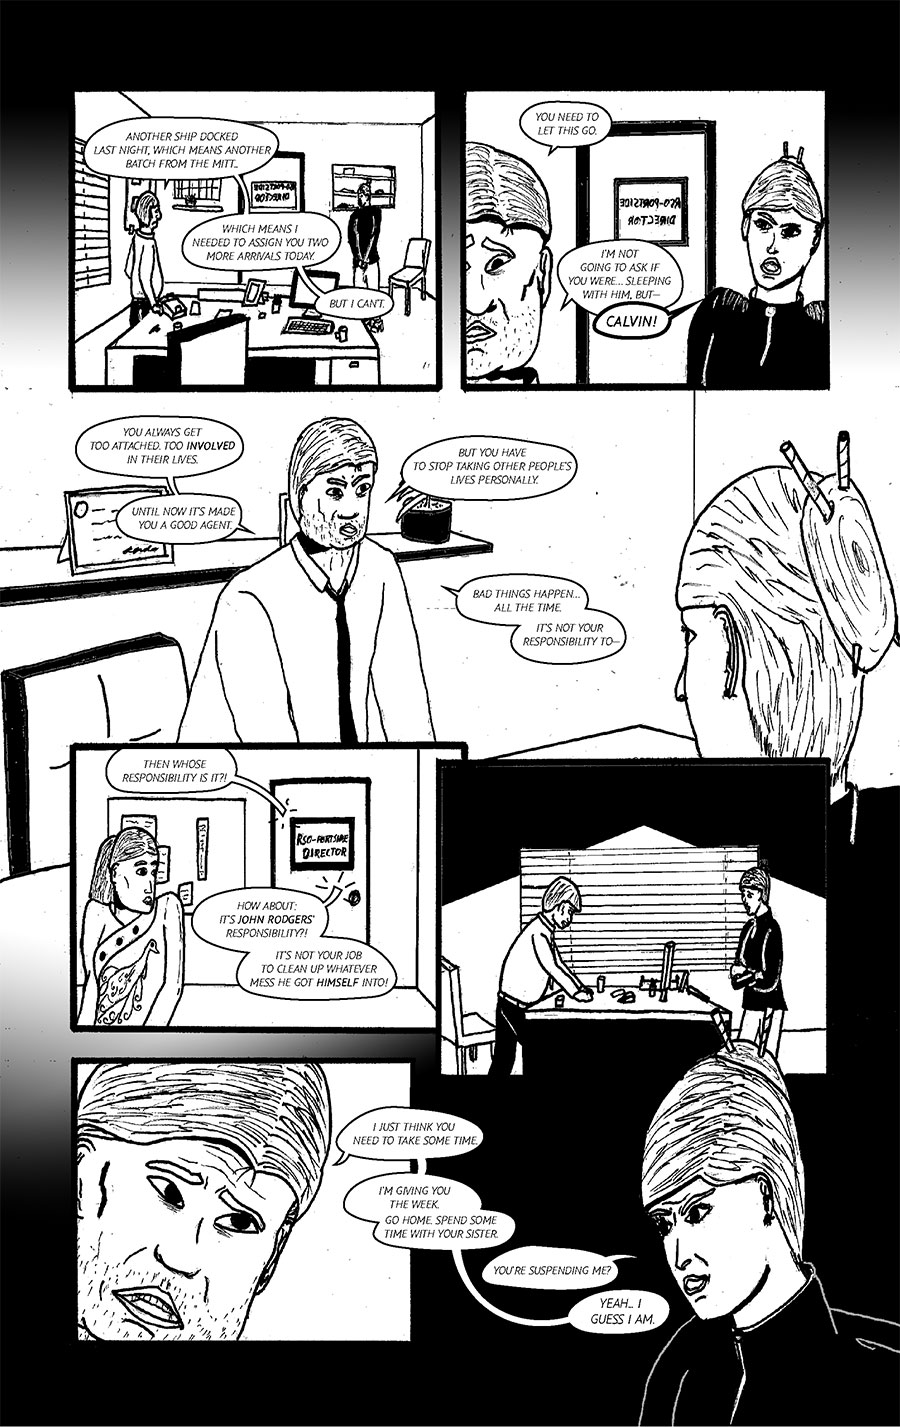 ANOTHER SHIP DOCKED
LAST NIGHT, WHICH MEANS ANOTHER
BATCH FROM THE MITT...
WHICH MEANS I
NEEDED TO ASSIGN YOU TWO
MORE ARRIVALS TODAY.
BUT I CAN'T.
RSO-PORTSIDE
DIRECTOR
YOU NEED TO
LET THIS GO.
I'M NOT
GOING TO ASK IF
YOU WERE... SLEEPING
WITH HIM, BUT—
CALVIN!
RSO-PORTSIDE
DIRECTOR
YOU ALWAYS GET
TOO ATTACHED. TOO INVOLVED
IN THEIR LIVES.
UNTIL NOW IT'S MADE
YOU A GOOD AGENT.
BUT YOU HAVE
TO STOP TAKING OTHER PEOPLE'S
LIVES PERSONALLY.
BAD THINGS HAPPEN...
ALL THE TIME.
IT'S NOT YOUR
RESPONSIBILITY TO—
THEN WHOSE
RESPONSIBILITY IS IT?!
RSO-PORTSIDE
DIRECTOR
HOW ABOUT:
IT'S JOHN RODGERS'
RESPONSIBILITY?!
IT'S NOT YOUR JOB
TO CLEAN UP WHATEVER
MESS HE GOT HIMSELF INTO!
I JUST THINK YOU
NEED TO TAKE SOME TIME.
I'M GIVING YOU
THE WEEK.
GO HOME. SPEND SOME
TIME WITH YOUR SISTER.
YOU'RE SUSPENDING ME?
YEAH... I
GUESS I AM.